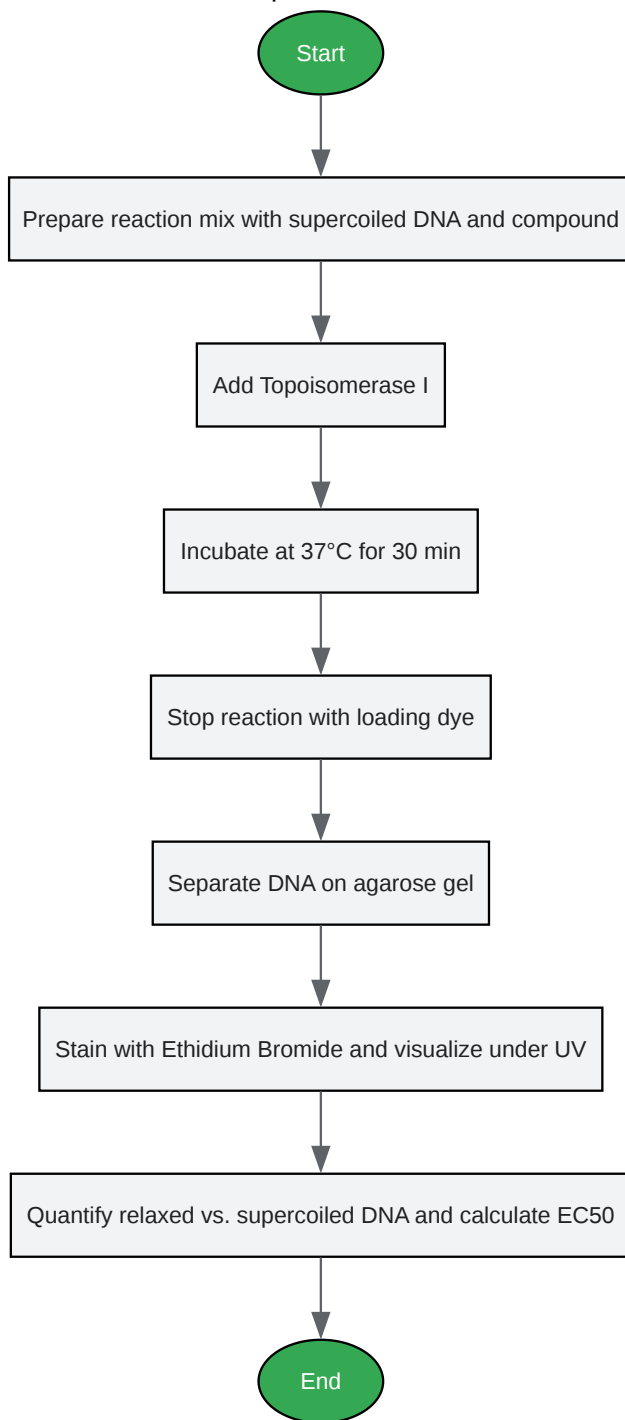 Start
Prepare reaction mix with supercoiled DNA and compound
Add Topoisomerase I
Incubate at 37°C for 30 min
Stop reaction with loading dye
Separate DNA on agarose gel
Stain with Ethidium Bromide and visualize under UV
Quantify relaxed vs. supercoiled DNA and calculate EC50
End